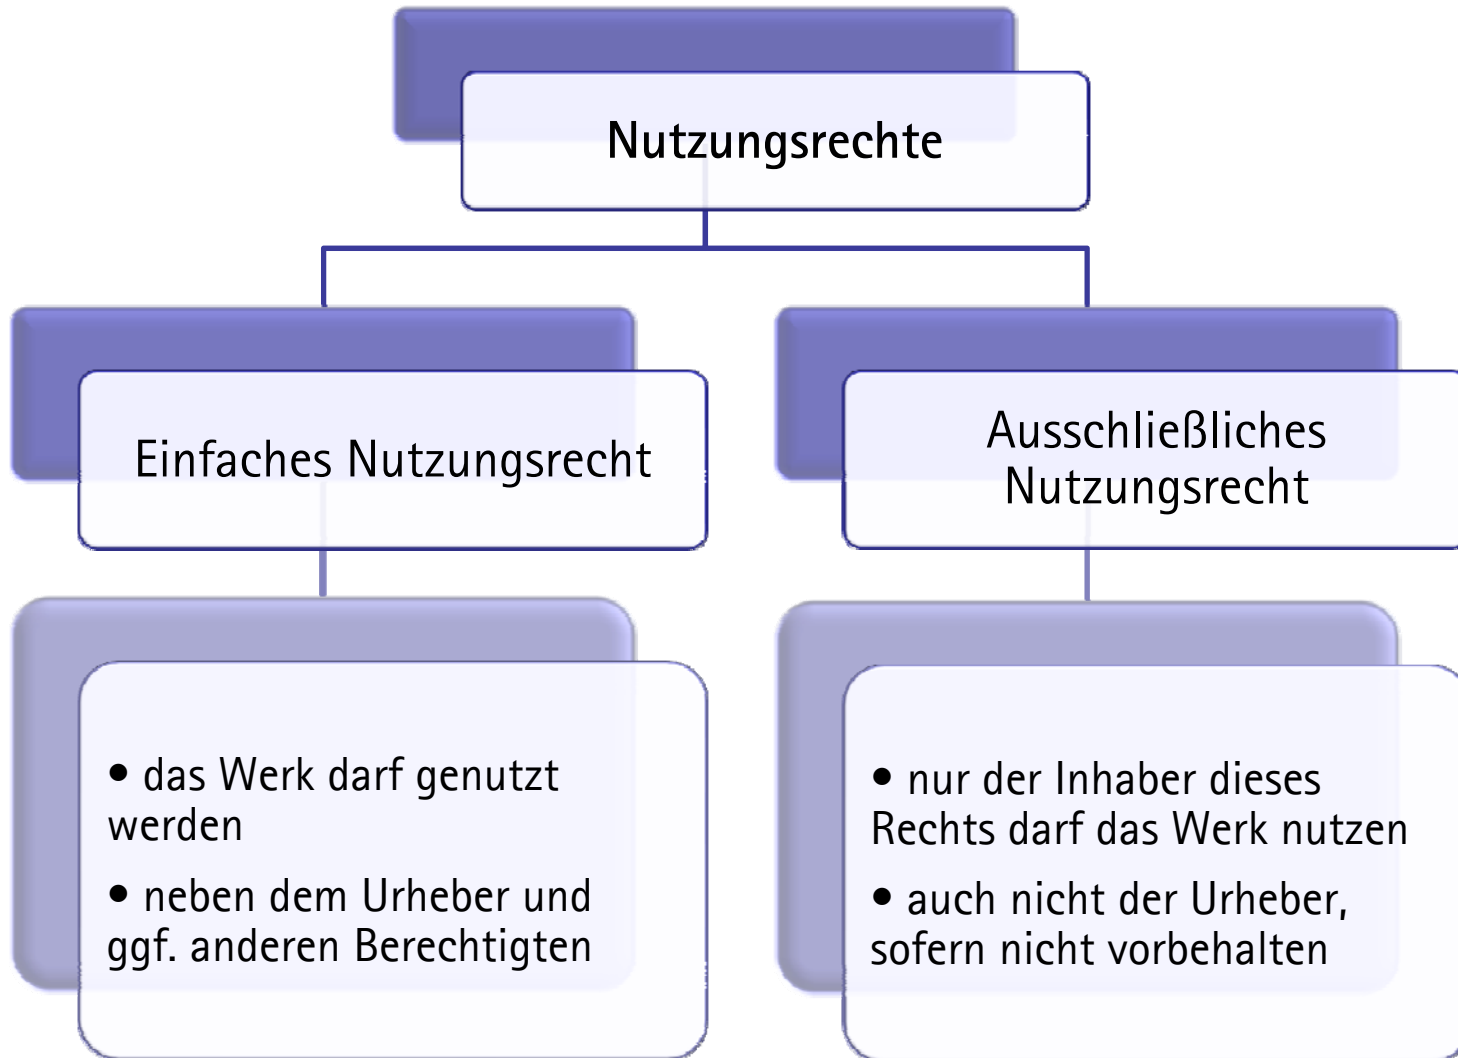 Nutzungsrechte
Einfaches Nutzungsrecht
Ausschließliches
Nutzungsrecht
• das Werk darf genutzt
werden
• neben dem Urheber und
ggf. anderen Berechtigten
• nur der Inhaber dieses
Rechts darf das Werk nutzen
• auch nicht der Urheber,
sofern nicht vorbehalten